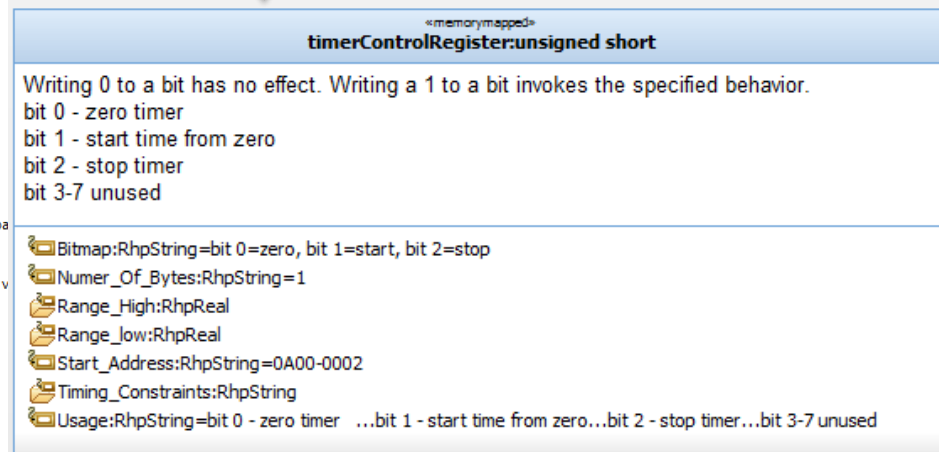 «memorymapped»
timerControlRegister:unsigned short
Writing 0 to a bit has no effect. Writing a 1 to a bit invokes the specified behavior.
bit 0 - zero timer
bit 1 - start time from zero
bit 2 - stop timer
bit 3-7 unused
Bitmap:RhpString=bit 0=zero, bit 1=start, bit 2=stop
Numer_Of_Bytes:RhpString=1
Range_High:RhpReal
Range_low:RhpReal
Start_Address:RhpString=0A00-0002
Timing_Constraints:RhpString
Usage:RhpString=bit 0 - zero timer ...bit 1 - start time from zero...bit 2 - stop timer...bit 3-7 unused